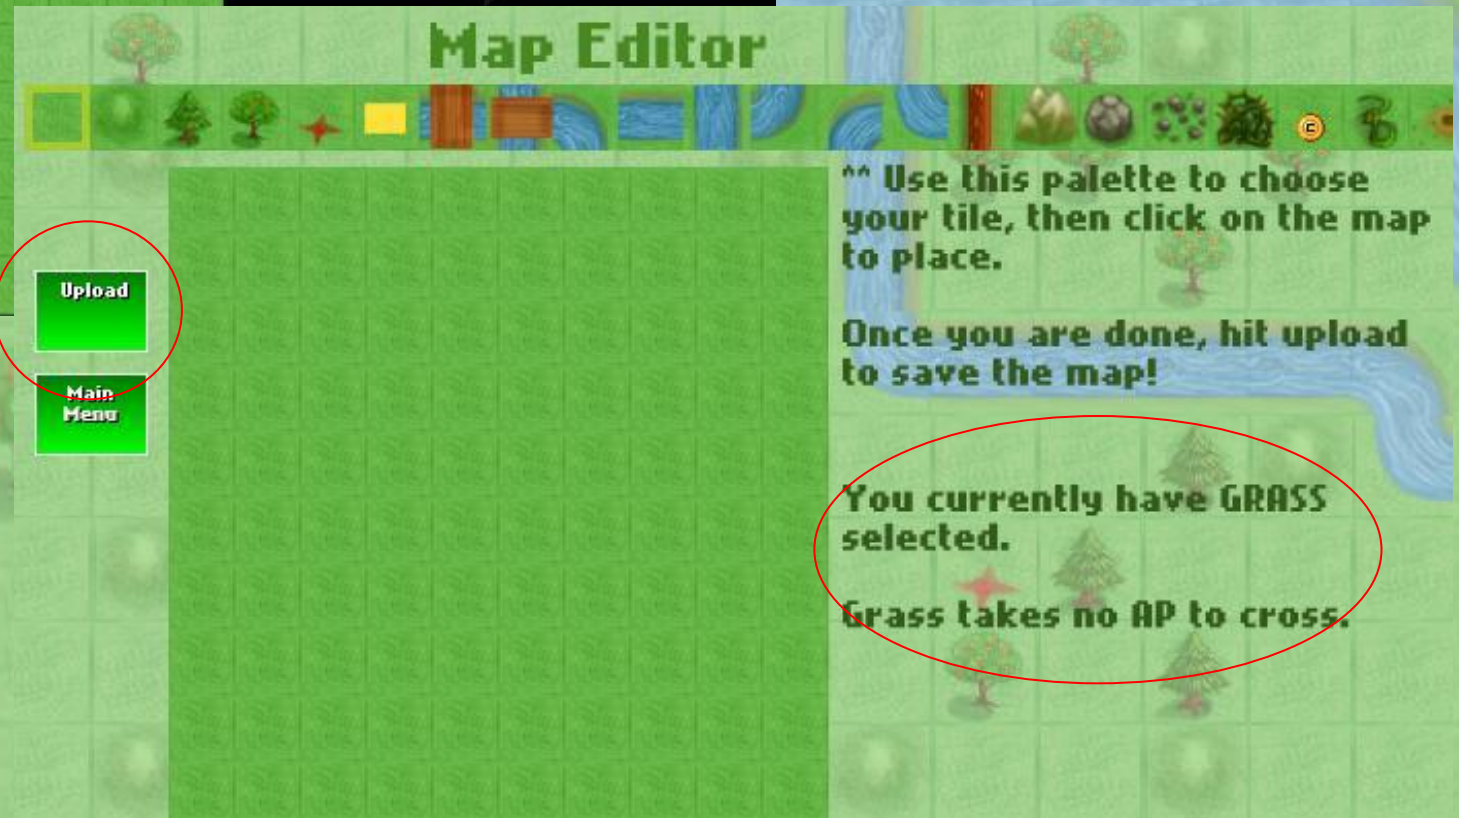 Map Editor
^^ Use this palette to choose
your tile, then click on the map
to place.
Upload
Once you are done, hit upload
to save the map!
Main
Menu
You currently have GRASS
selected.
Grass takes no AP to cross.